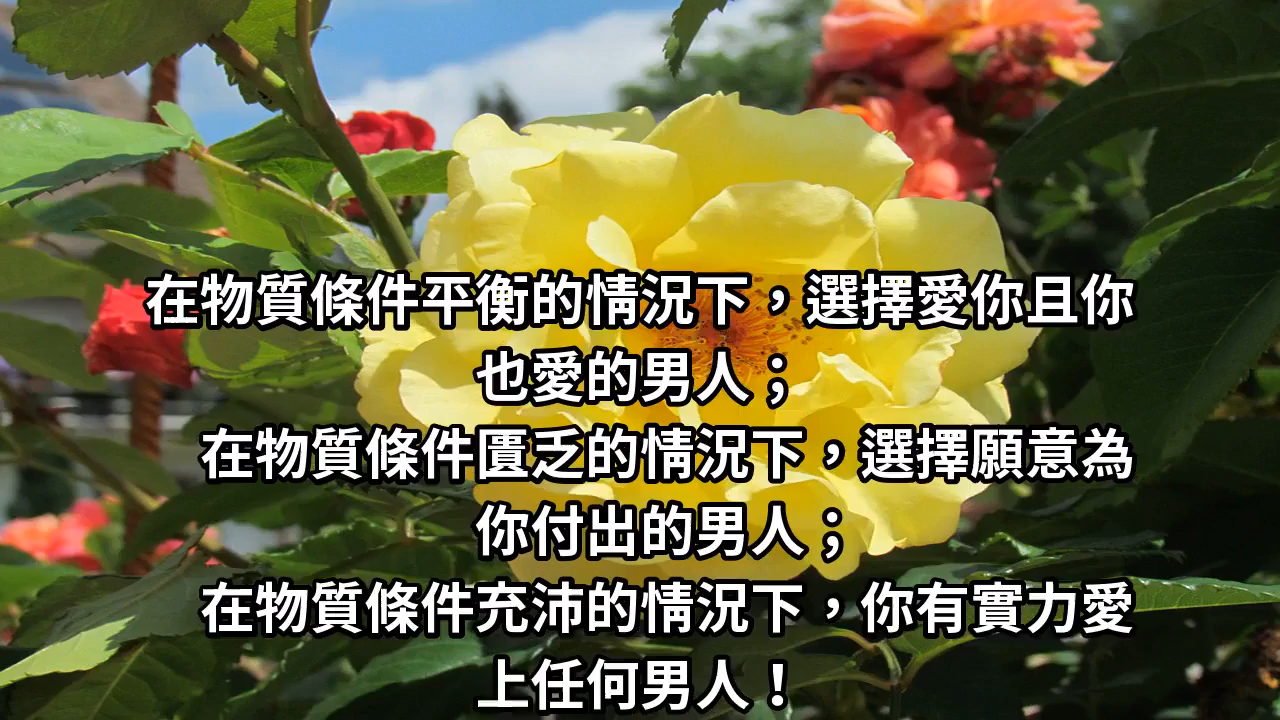 在物質條件平衡的情況下，選擇愛你且你
也愛的男人；
在物質條件匱乏的情況下，選擇願意為
你付出的男人；
在物質條件充沛的情況下，你有實力愛
上任何男人！